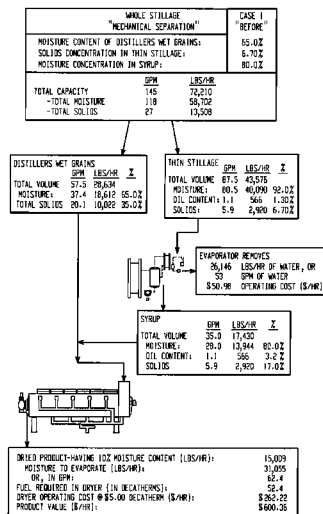 WHOLE STILLAGE
"MECHANICAL SEPARATION"
CASE 1
"BEFORE"
MOISTURE CONTENT OF DISTILLERS WET GRAINS: 65.0%
SOLIDS CONCENTRATION IN THIN STILLAGE: 6.70%
MOISTURE CONCENTRATION IN SYRUP: 80.0%
GPM LBS/HR
TOTAL CAPACITY 145 72,210
-TOTAL MOISTURE 118 58,702
-TOTAL SOLIDS 27 13,508
DISTILLERS WET GRAINS
GPM LBS/HR %
TOTAL VOLUME 57.5 28,634
MOISTURE: 37.4 18,612 65.0%
TOTAL SOLIDS 20.1 10,022 35.0%
THIN STILLAGE
GPM LBS/HR %
TOTAL VOLUME 87.5 43,576
MOISTURE: 80.5 40,090 92.0%
OIL CONTENT: 1.1 566 1.30%
SOLIDS: 5.9 2,920 6.70%
EVAPORATOR REMOVES
26,146 LBS/HR OF WATER, OR
53 GPM OF WATER
$50.98 OPERATING COST ($/HR)
SYRUP
GPM LBS/HR %
TOTAL VOLUME 35.0 17,430
MOISTURE: 28.0 13,944 80.0%
OIL CONTENT: 1.1 566 3.2%
SOLIDS 5.9 2,920 17.0%
DRIED PRODUCT-HAVING 10% MOISTURE CONTENT (LBS/HR): 15,009
MOISTURE TO EVAPORATE (LBS/HR): 31,055
OR, IN GPM: 62.4
FUEL REQUIRED IN DRYER (IN DECATHERMS): 52.4
DRYER OPERATING COST @ $5.00 DECATHERM ($/HR): $262.22
PRODUCT VALUE ($/HR): $600.36